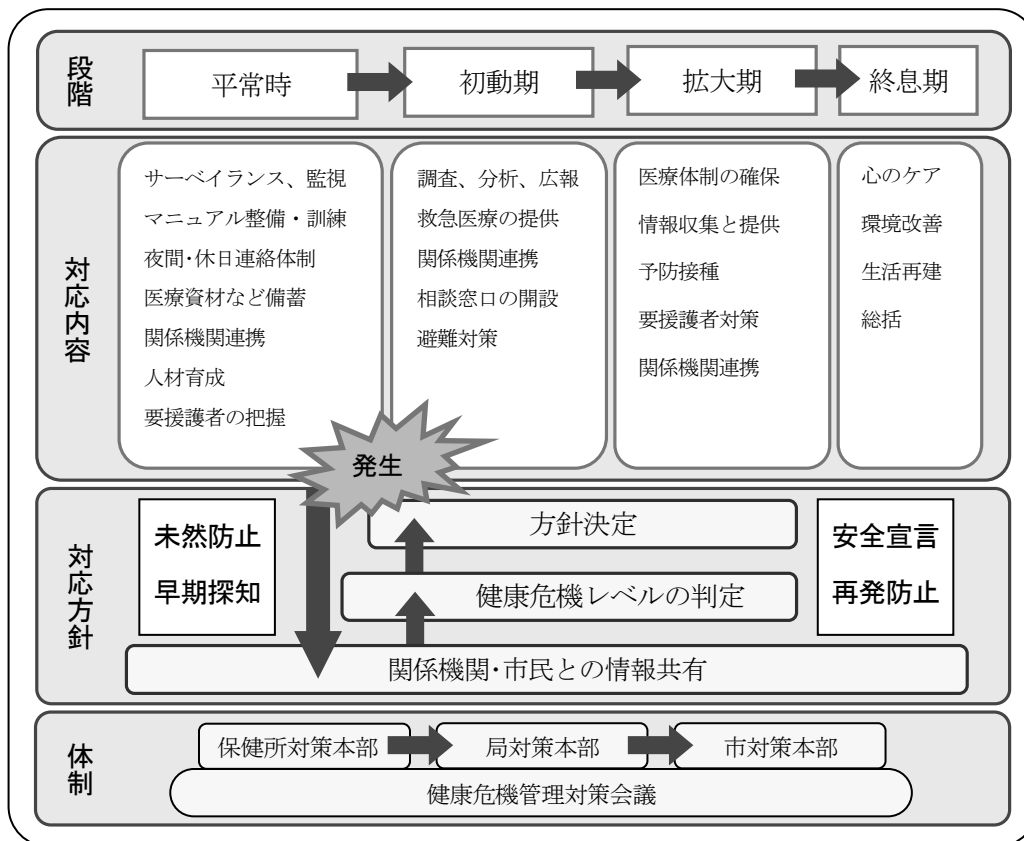 段階
平常時
初動期
拡大期
終息期
対応内容
サーベイランス、監視
マニュアル整備・訓練
夜間･休日連絡体制
医療資材など備蓄
関係機関連携
人材育成
要援護者の把握
調査、分析、広報
救急医療の提供
関係機関連携
相談窓口の開設
避難対策
医療体制の確保
情報収集と提供
予防接種
要援護者対策
関係機関連携
心のケア
環境改善
生活再建
総括
発生
対応方針
未然防止
早期探知
方針決定
健康危機レベルの判定
安全宣言
再発防止
関係機関･市民との情報共有
体制
保健所対策本部
局対策本部
市対策本部
健康危機管理対策会議